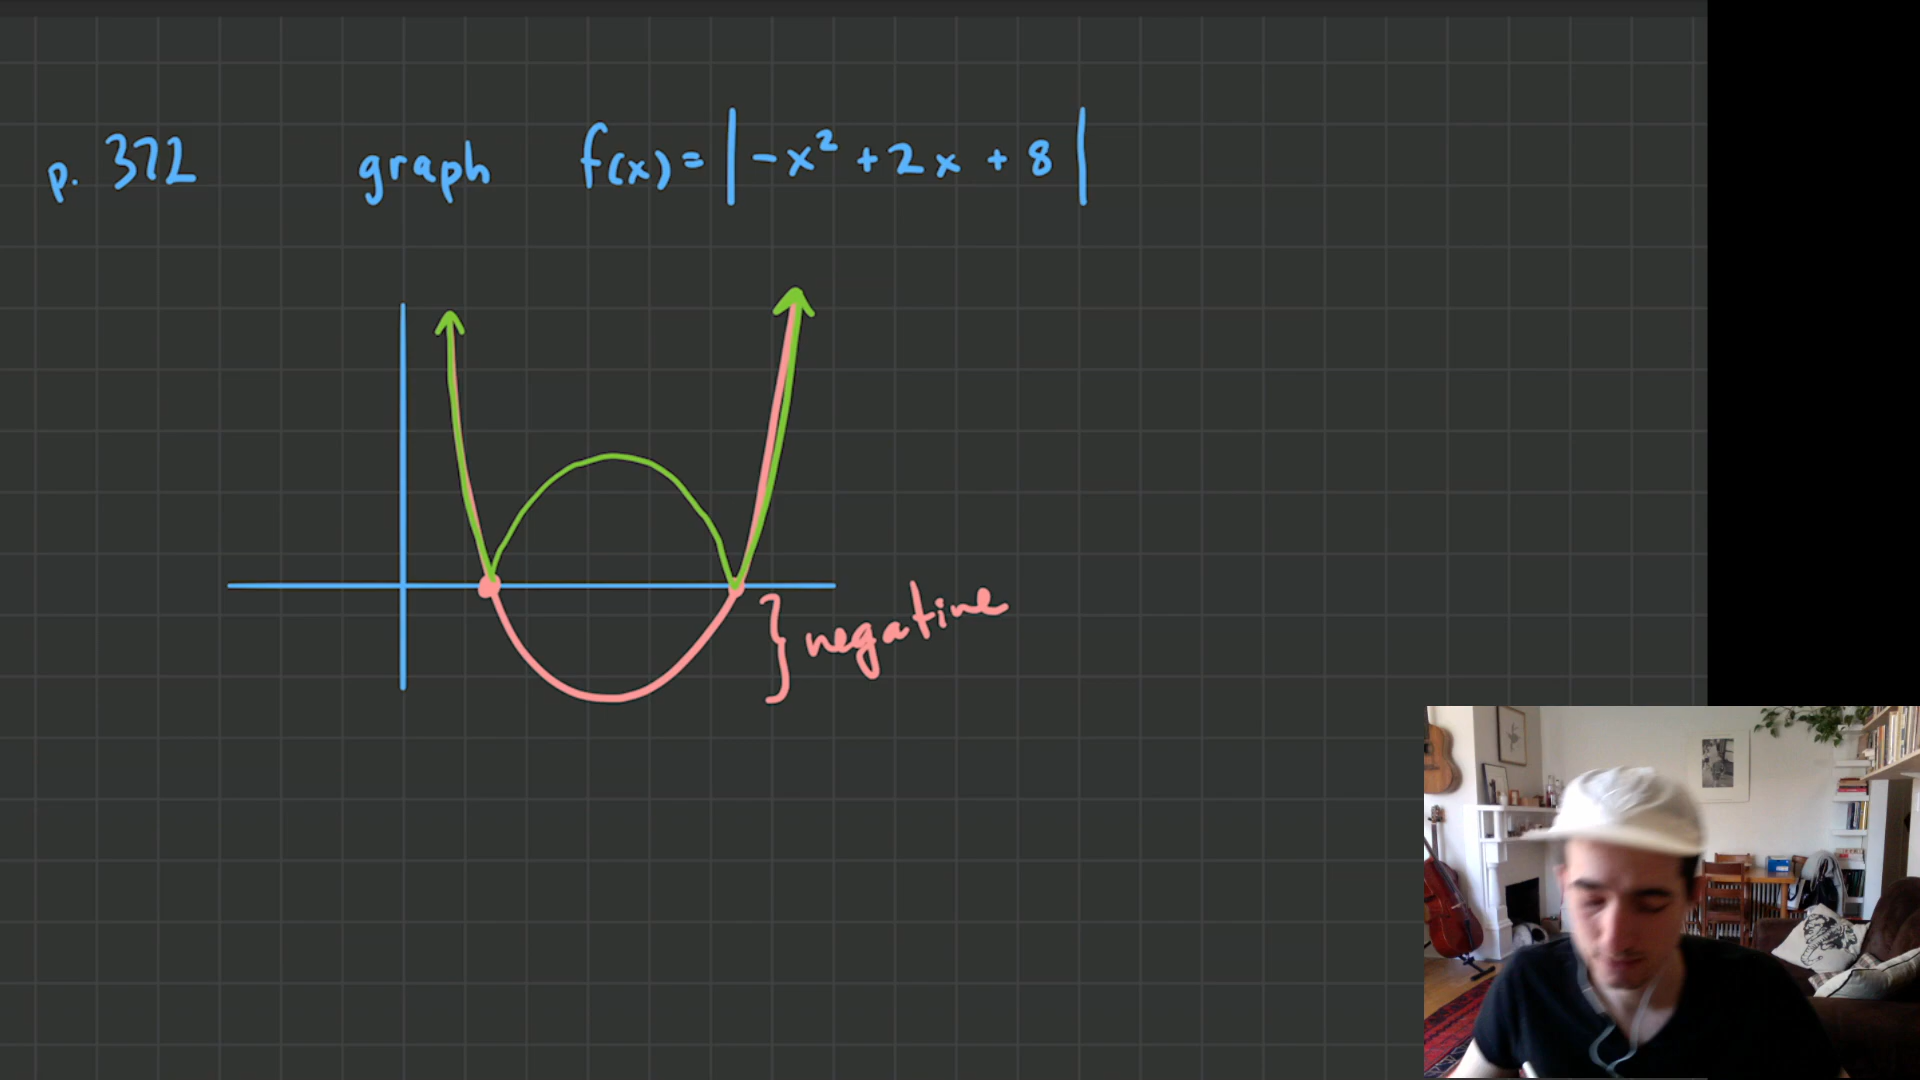 p. 372 graph f(x) = | -x² + 2x + 8 |
} negative